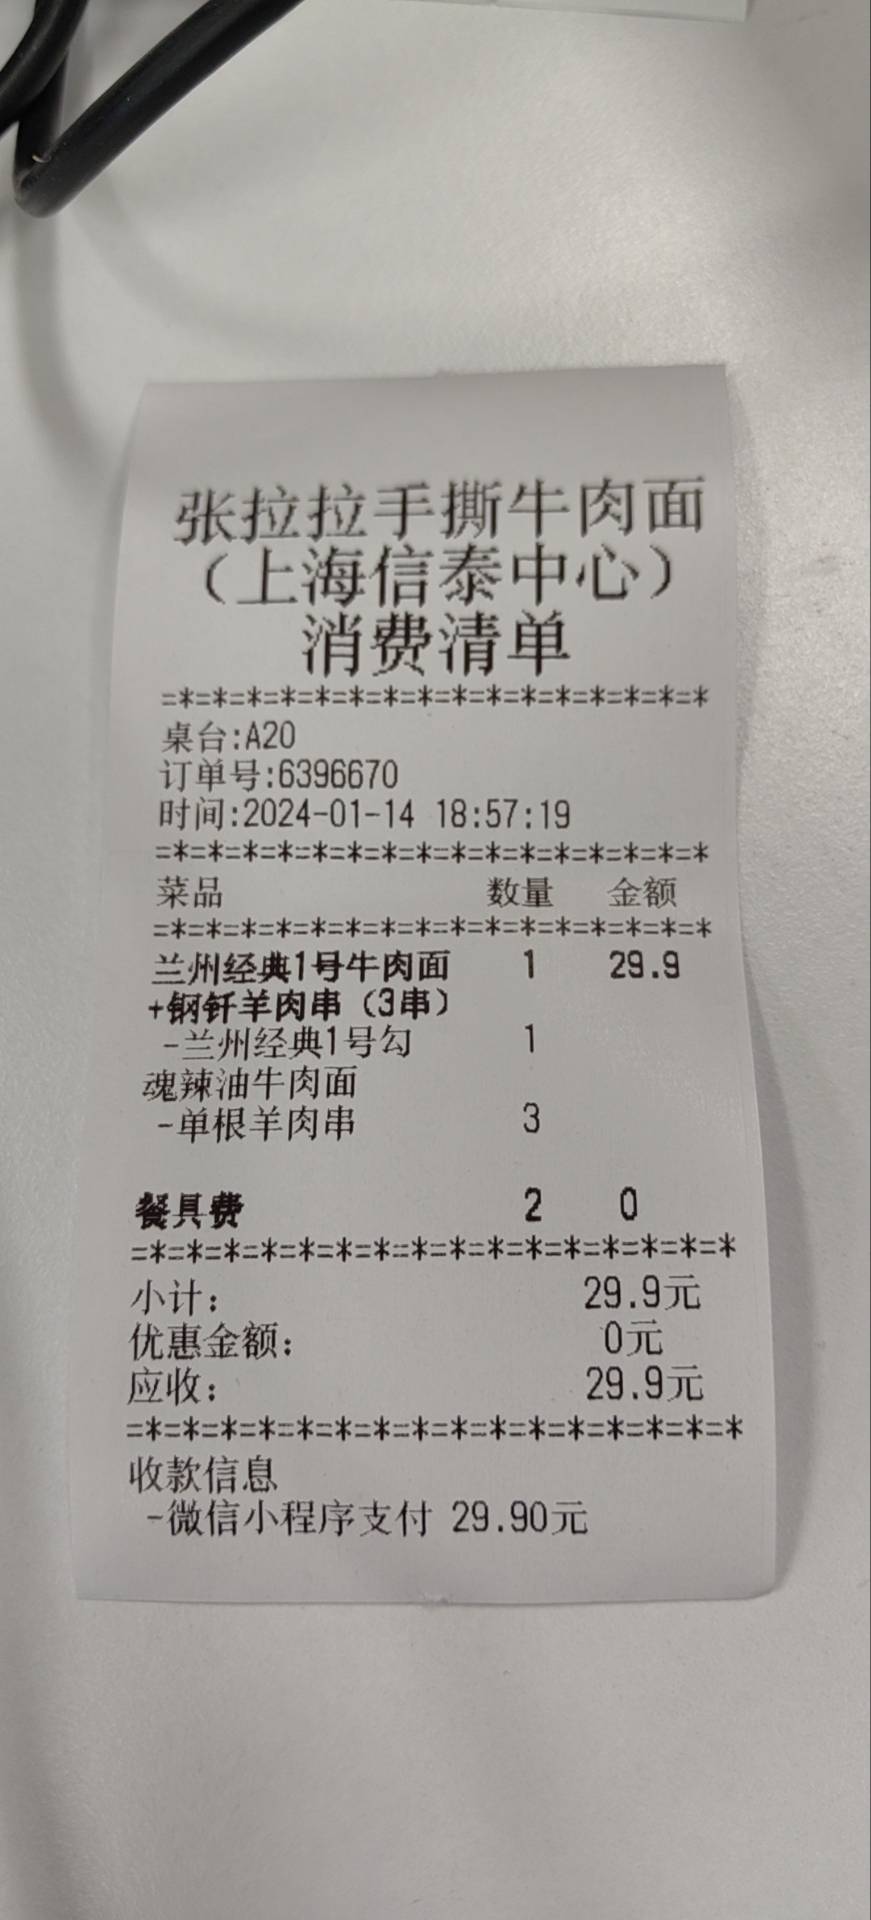 张拉拉手撕牛肉面
（上海信泰中心）
消费清单
=*=*=*=*=*=*=*=*=*=*=*=*=*=*=*=*
桌台:A20
订单号:6396670
时间:2024-01-14 18:57:19
=*=*=*=*=*=*=*=*=*=*=*=*=*=*=*=*
菜品 数量 金额
=*=*=*=*=*=*=*=*=*=*=*=*=*=*=*=*
兰州经典1号牛肉面 1 29.9
+钢钎羊肉串（3串）
-兰州经典1号勾 1
魂辣油牛肉面
-单根羊肉串 3
餐具费 2 0
=*=*=*=*=*=*=*=*=*=*=*=*=*=*=*=*
小计： 29.9元
优惠金额： 0元
应收： 29.9元
=*=*=*=*=*=*=*=*=*=*=*=*=*=*=*=*
收款信息
-微信小程序支付 29.90元